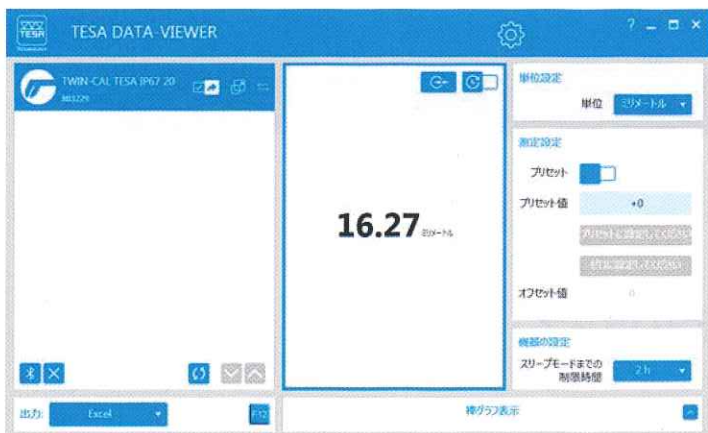 TESA
TESA DATA-VIEWER
?
TWIN-CAL TESA IP67 20
16.27 ミリメートル
単位設定
単位 ミリメートル
測定設定
プリセット
プリセット値 +0
オフセット値 0
機器の設定
スリープモードまでの
制限時間 2 h
出力: Excel F12
棒グラフ表示